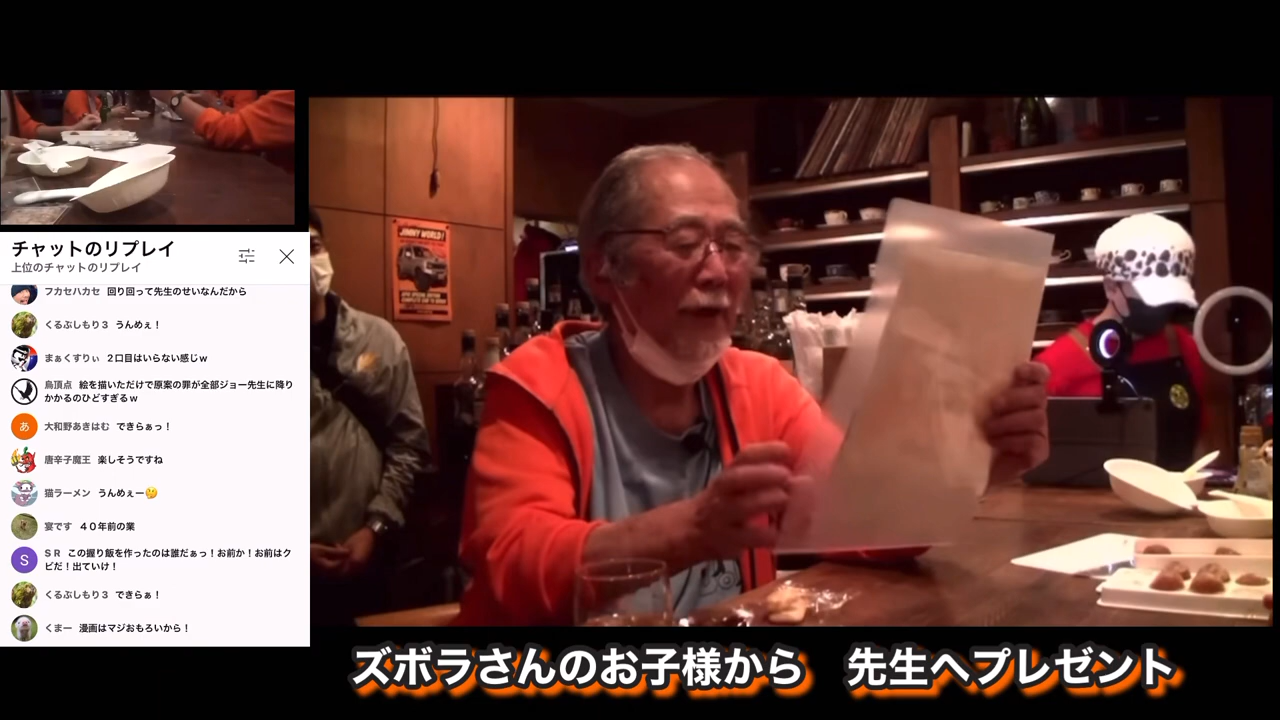 チャットのリプレイ
上位のチャットのリプレイ
フカセハカセ 回り回って先生のせいなんだから
くるぶしもり3 うんめぇ！
まぁくすりぃ 2口目はいらない感じw
鳥頂点 絵を描いただけで原案の罪が全部ジョー先生に降り
かかるのひどすぎるw
あ 大和野あきはむ できらぁっ！
唐辛子魔王 楽しそうですね
猫ラーメン うんめぇー🤔
宴です 40年前の業
S SR この握り飯を作ったのは誰だぁっ！お前か！お前はク
ビだ！出ていけ！
くるぶしもり3 できらぁ！
くまー 漫画はマジおもろいから！
JIMNY WORLD!
ズボラさんのお子様から 先生へプレゼント